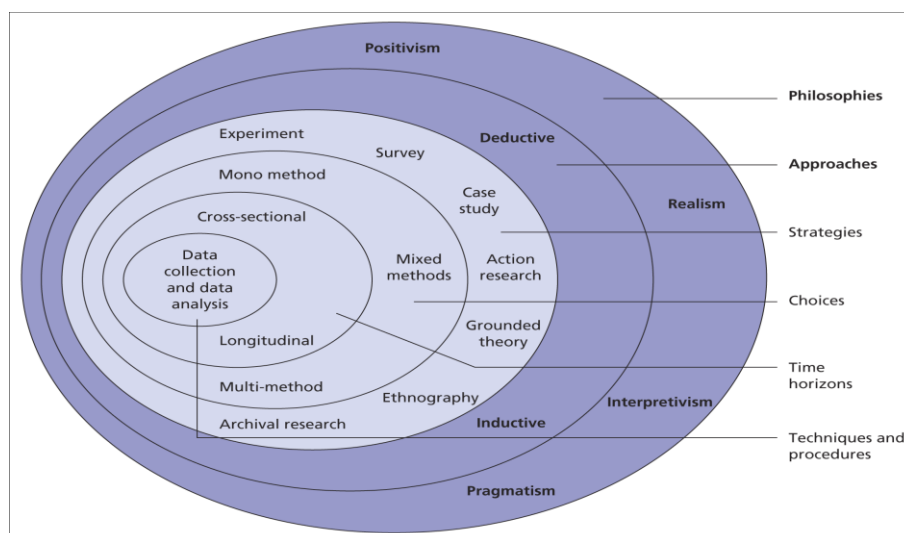 Positivism
Philosophies
Experiment
Deductive
Survey
Approaches
Mono method
Case
study
Realism
Cross-sectional
Strategies
Data
collection
and data
analysis
Mixed
methods
Action
research
Choices
Grounded
theory
Longitudinal
Time
horizons
Multi-method
Ethnography
Interpretivism
Archival research
Inductive
Techniques and
procedures
Pragmatism